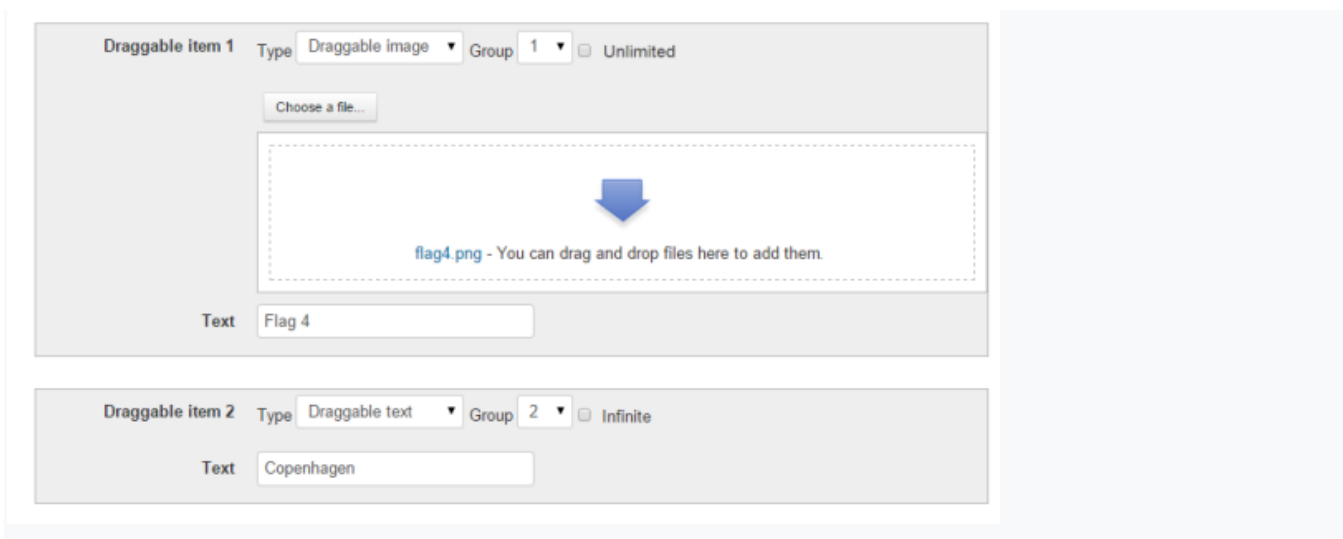 Draggable item 1 Type Draggable image Group 1 Unlimited
Choose a file...
flag4.png - You can drag and drop files here to add them.
Text Flag 4
Draggable item 2 Type Draggable text Group 2 Infinite
Text Copenhagen